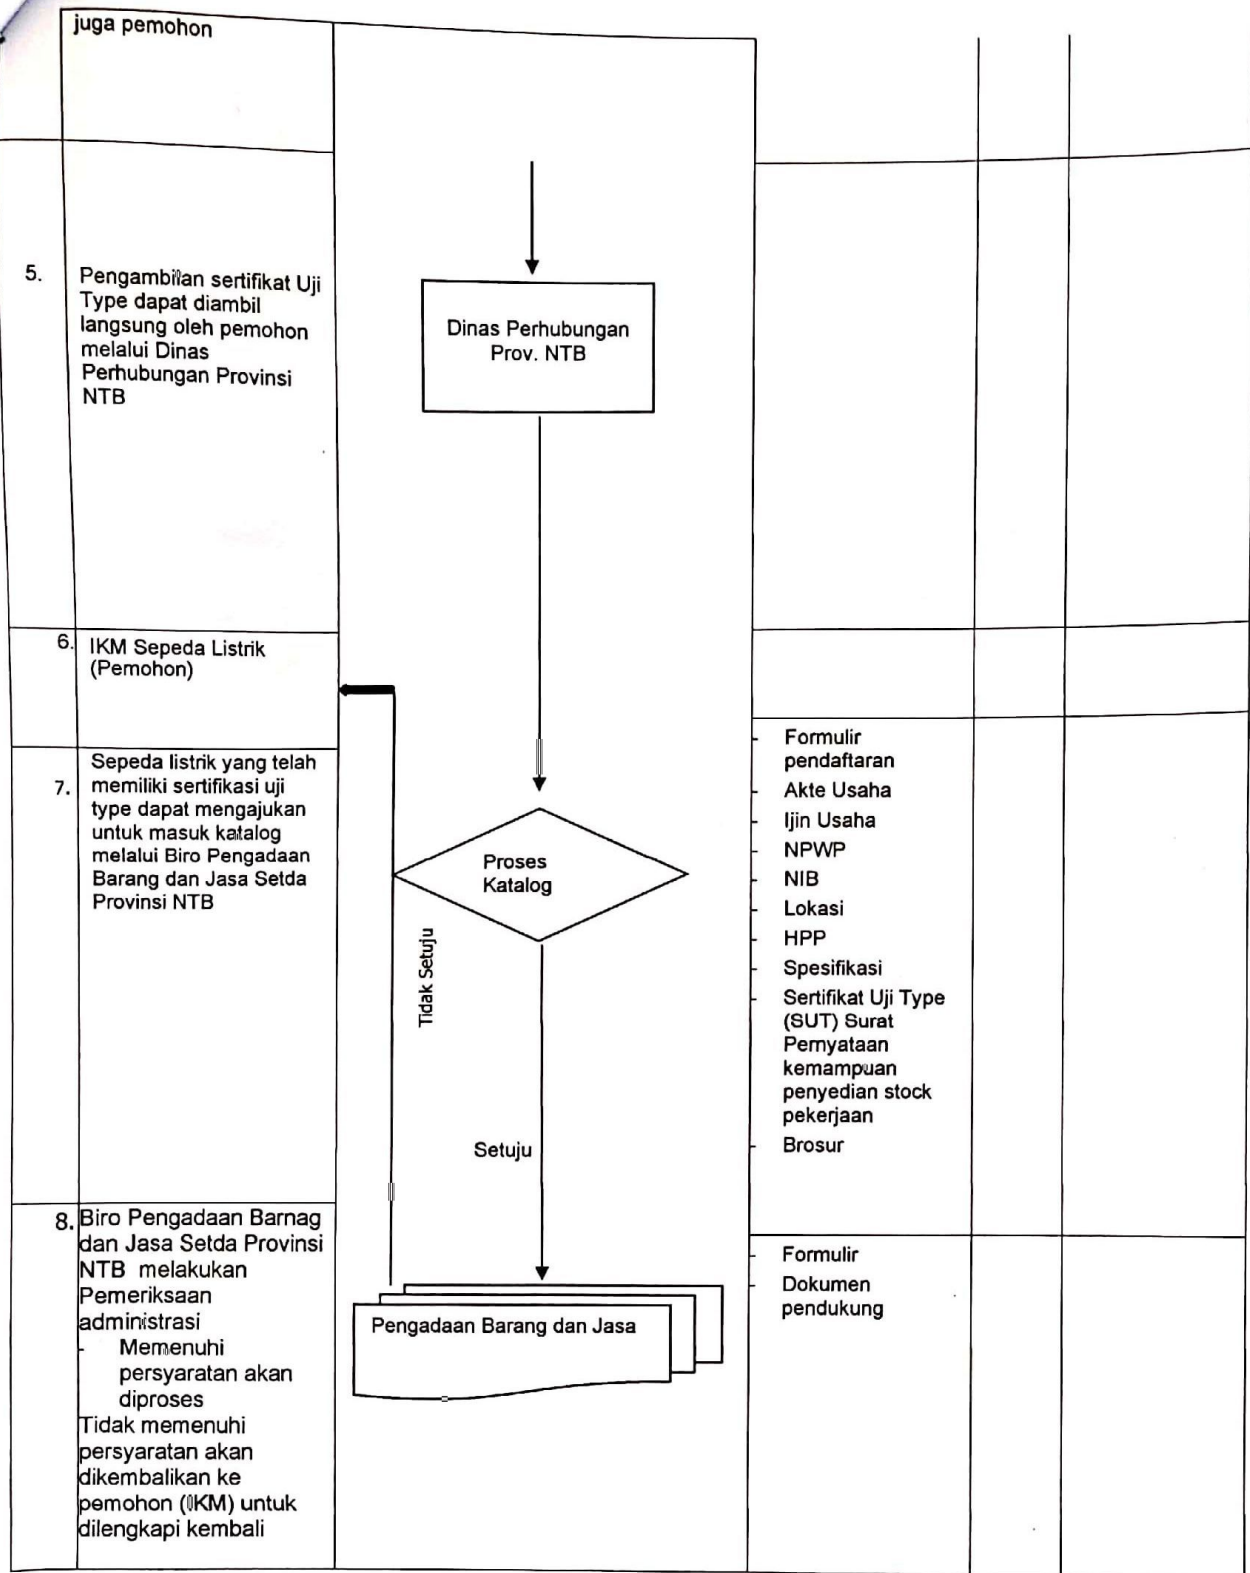 juga pemohon
5.
Pengambilan sertifikat Uji
Type dapat diambil
langsung oleh pemohon
melalui Dinas
Perhubungan Provinsi
NTB
Dinas Perhubungan
Prov. NTB
6.
IKM Sepeda Listrik
(Pemohon)
7.
Sepeda listrik yang telah
memiliki sertifikasi uji
type dapat mengajukan
untuk masuk katalog
melalui Biro Pengadaan
Barang dan Jasa Setda
Provinsi NTB
Proses
Katalog
Tidak Setuju
Setuju
- Formulir
pendaftaran
- Akte Usaha
- Ijin Usaha
- NPWP
- NIB
- Lokasi
- HPP
- Spesifikasi
- Sertifikat Uji Type
(SUT) Surat
Pernyataan
kemampuan
penyedian stock
pekerjaan
- Brosur
8.
Biro Pengadaan Barnag
dan Jasa Setda Provinsi
NTB melakukan
Pemeriksaan
administrasi
- Memenuhi
persyaratan akan
diproses
Tidak memenuhi
persyaratan akan
dikembalikan ke
pemohon (IKM) untuk
dilengkapi kembali
Pengadaan Barang dan Jasa
- Formulir
- Dokumen
pendukung